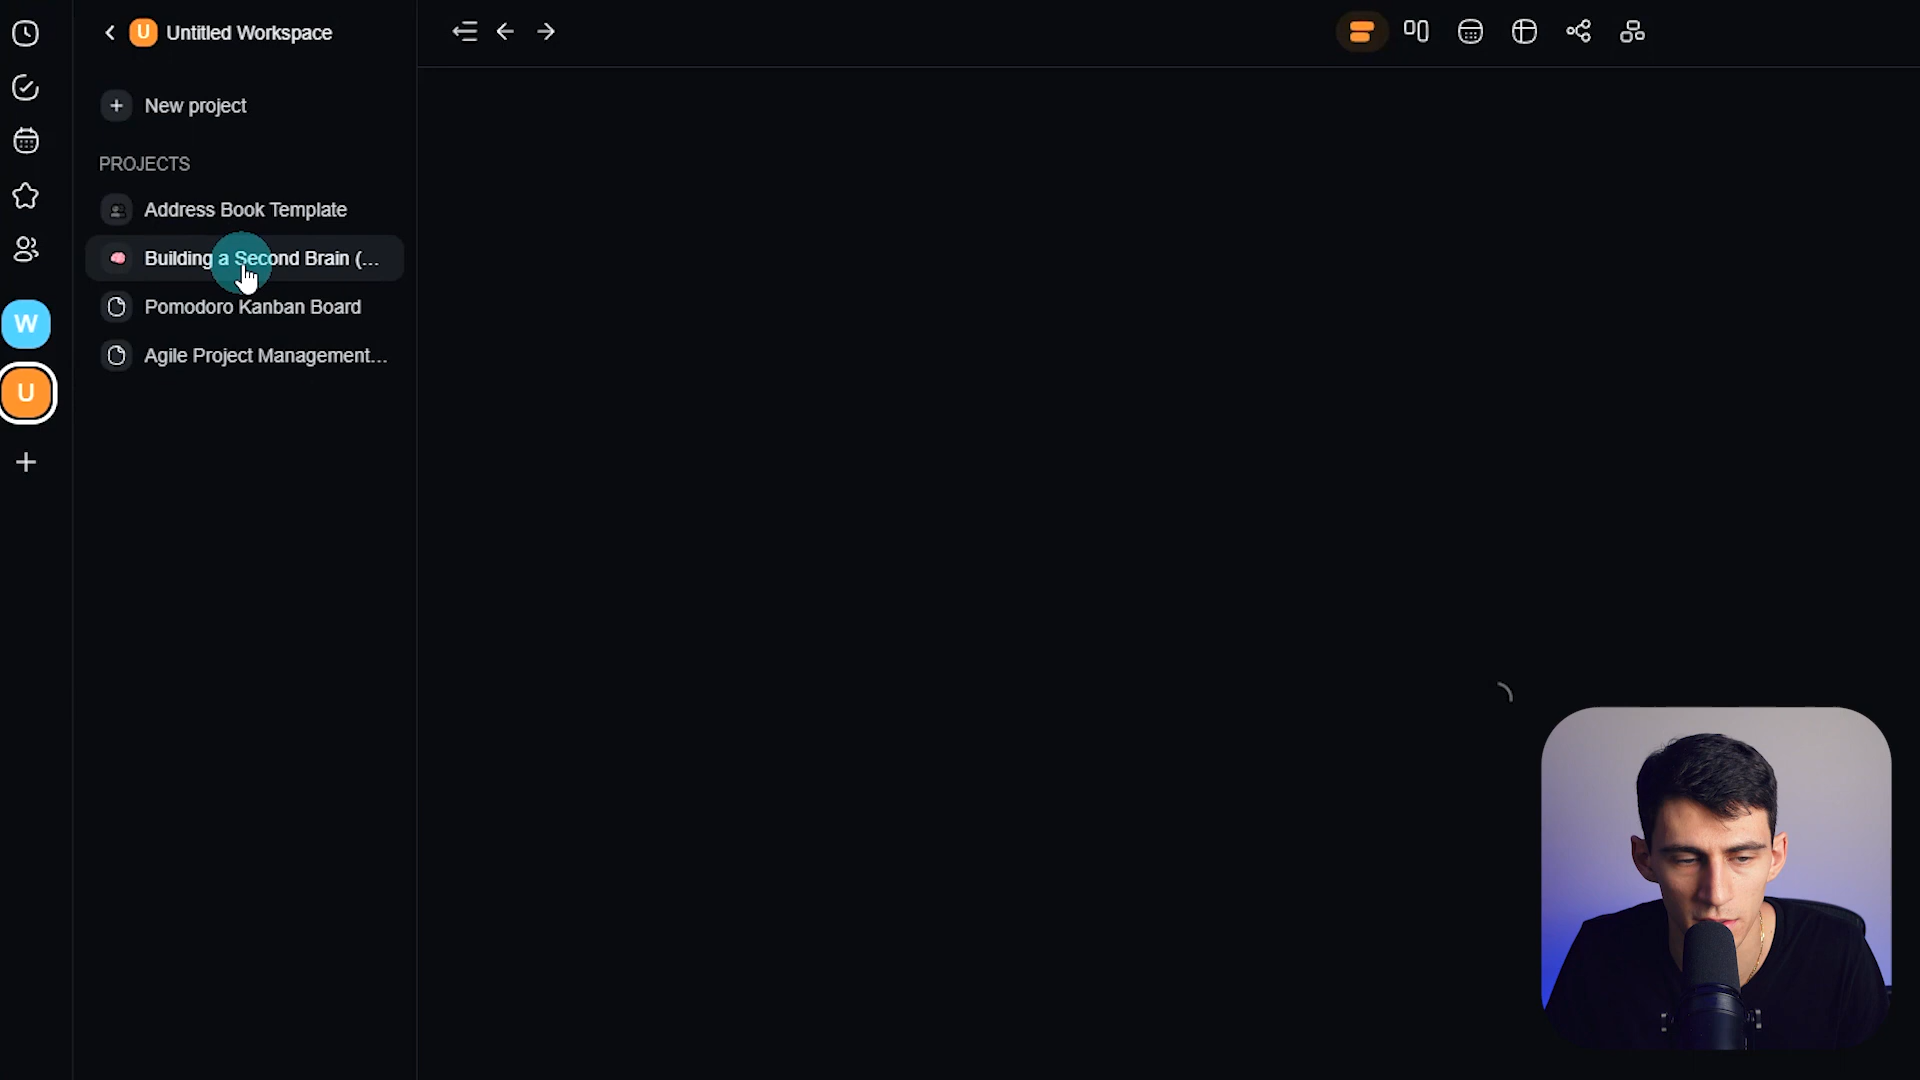 U Untitled Workspace
New project
PROJECTS
Address Book Template
Building a Second Brain (...
Pomodoro Kanban Board
Agile Project Management...
W
U